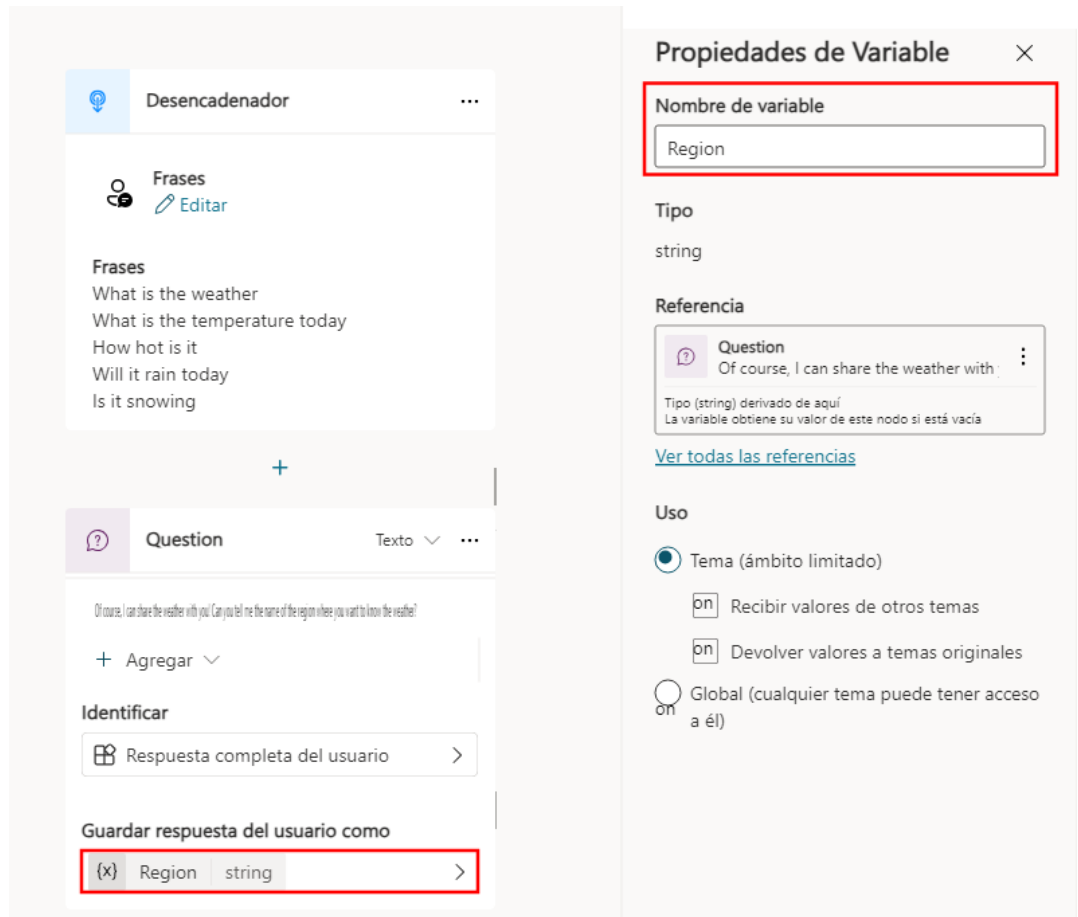 Desencadenador
Frases
Editar
Frases
What is the weather
What is the temperature today
How hot is it
Will it rain today
Is it snowing
Question
Texto
Of course, I can share the weather with you! Can you tell me the name of the region where you want to know the weather?
Agregar
Identificar
Respuesta completa del usuario
Guardar respuesta del usuario como
{x} Region string
Propiedades de Variable
Nombre de variable
Region
Tipo
string
Referencia
Question
Of course, I can share the weather with
Tipo (string) derivado de aquí
La variable obtiene su valor de este nodo si está vacía
Ver todas las referencias
Uso
Tema (ámbito limitado)
on Recibir valores de otros temas
on Devolver valores a temas originales
Global (cualquier tema puede tener acceso
on a él)